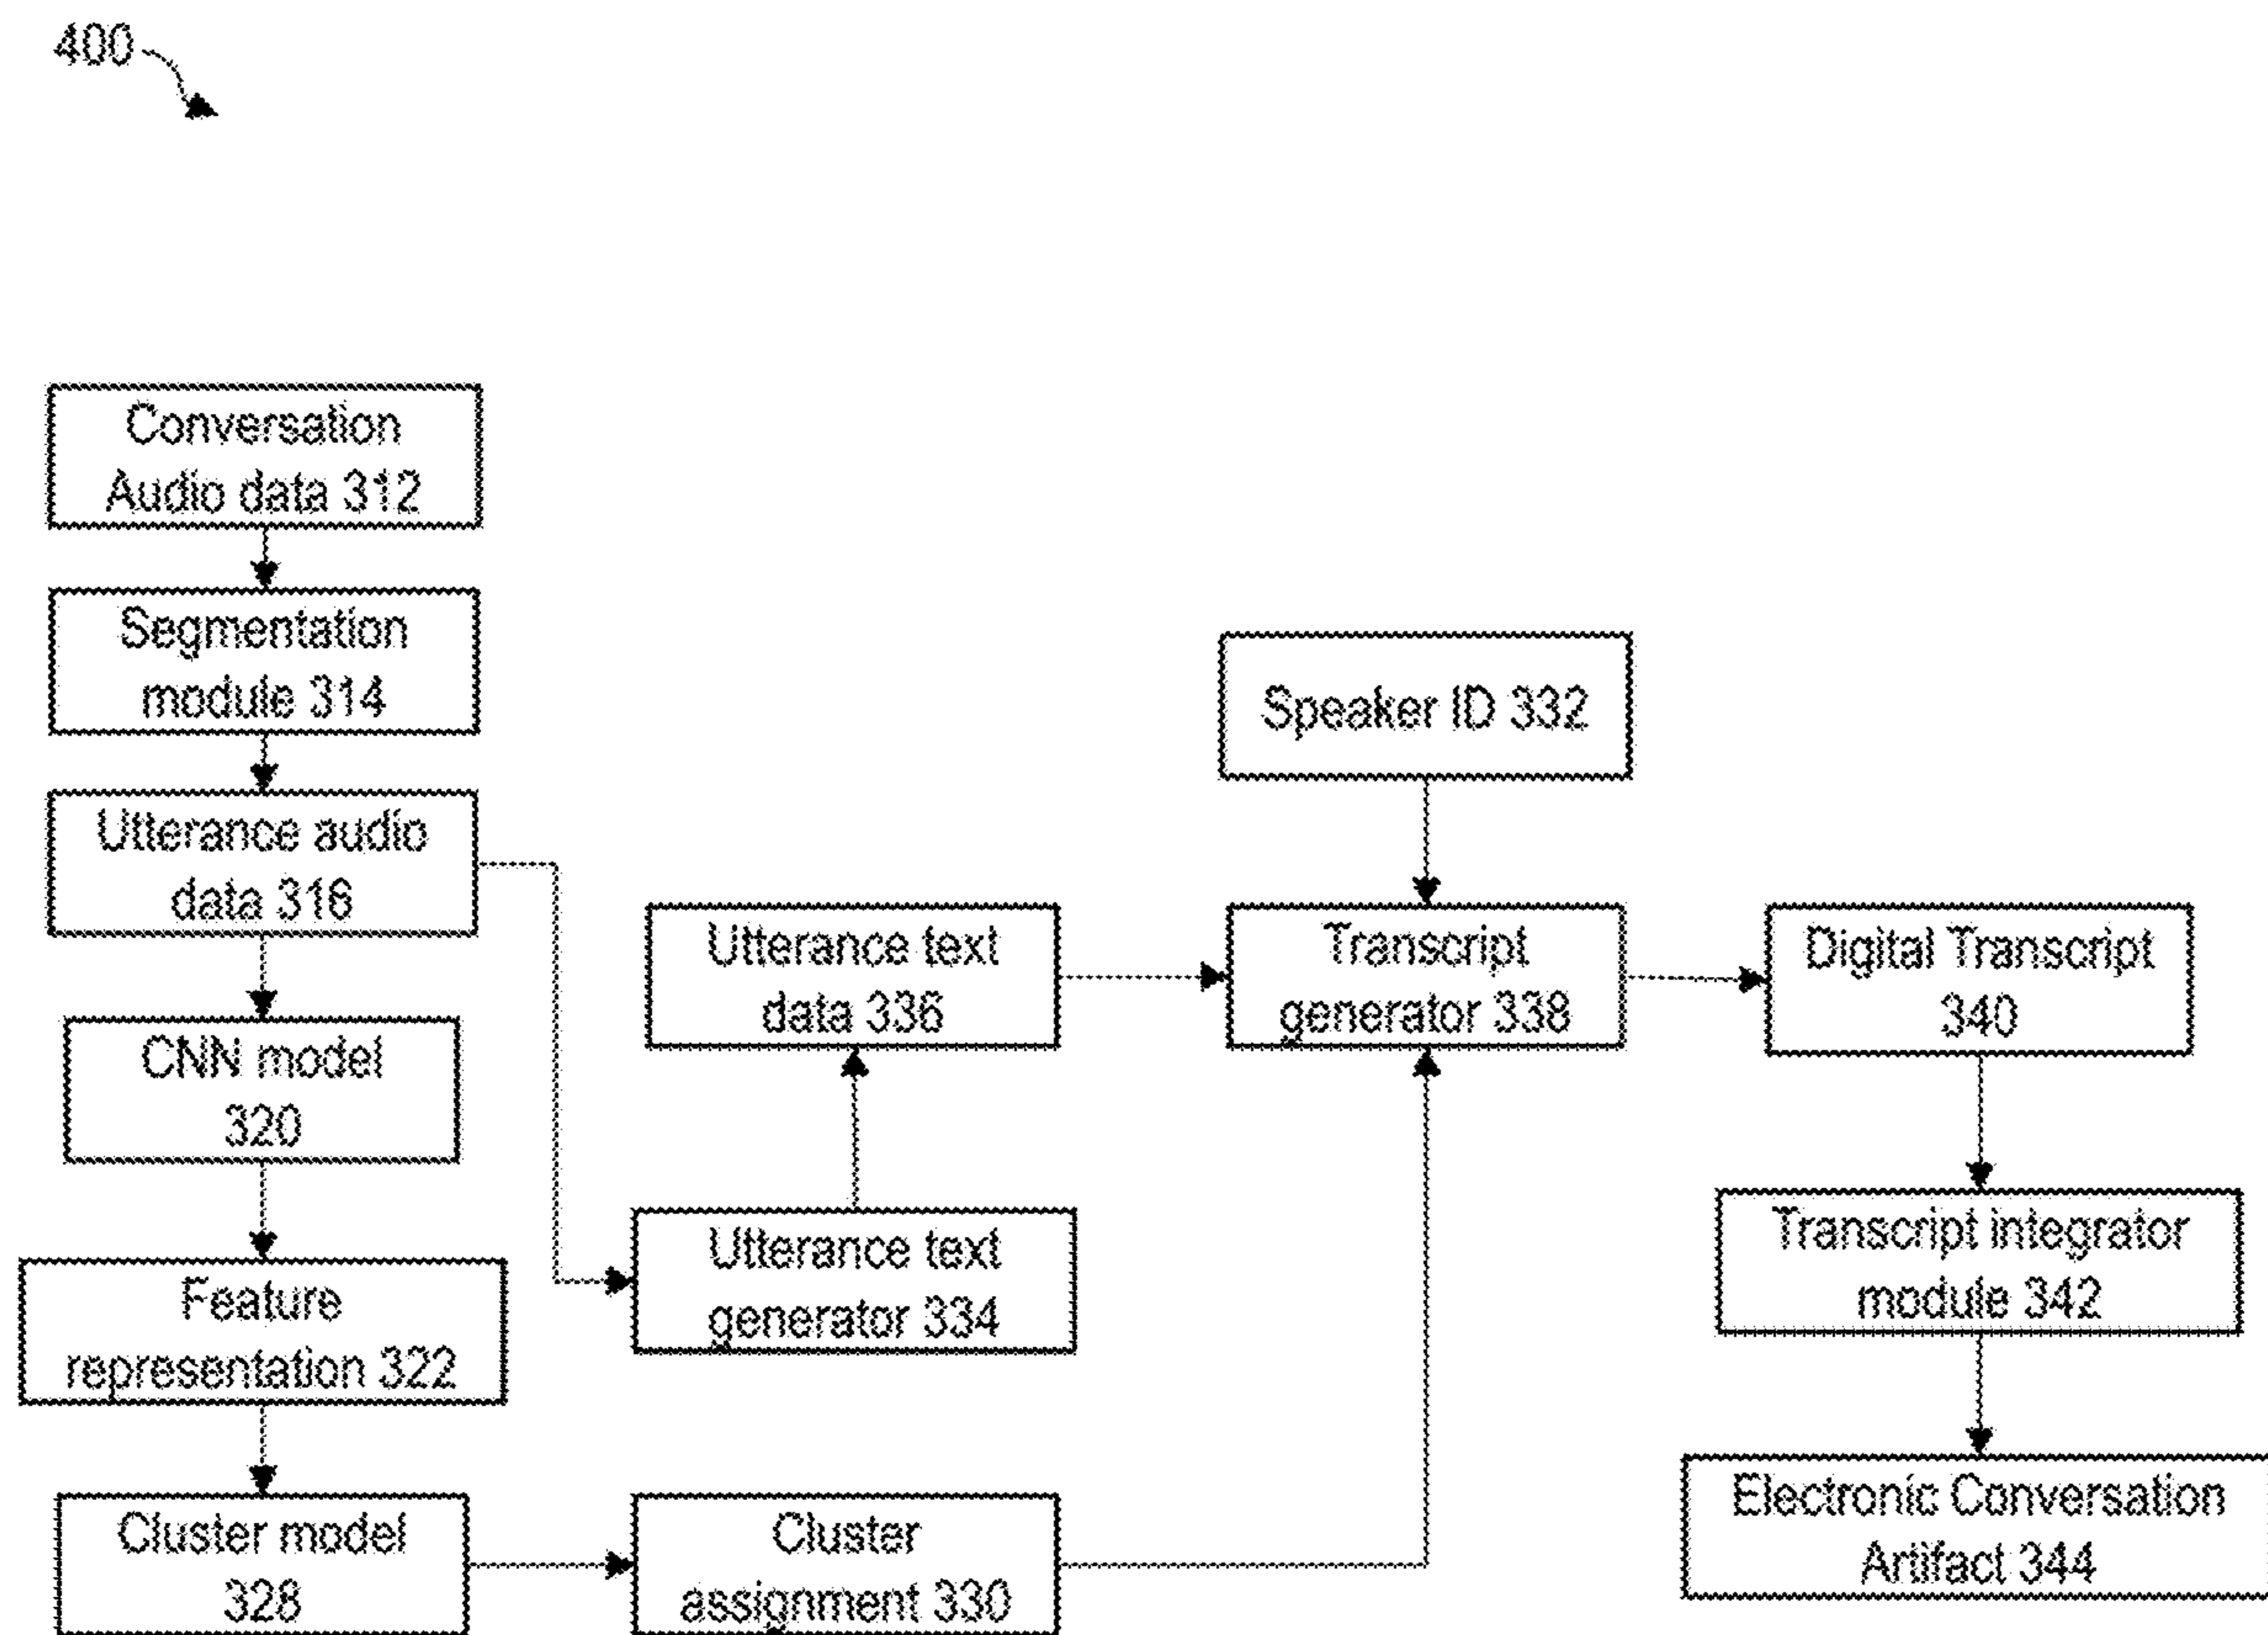 400
Conversation
Audio data 312
Segmentation
module 314
Utterance audio
data 316
CNN model
320
Feature
representation 322
Cluster model
328
Utterance text
data 336
Utterance text
generator 334
Cluster
assignment 330
Speaker ID 332
Transcript
generator 338
Digital Transcript
340
Transcript integrator
module 342
Electronic Conversation
Artifact 344